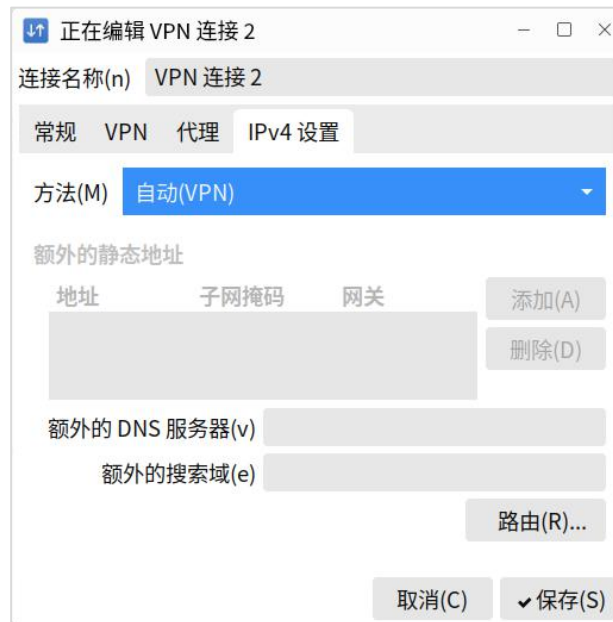 正在编辑 VPN 连接 2
连接名称(n) VPN 连接 2
常规 VPN 代理 IPv4 设置
方法(M) 自动(VPN)
额外的静态地址
地址 子网掩码 网关 添加(A)
删除(D)
额外的 DNS 服务器(v)
额外的搜索域(e)
路由(R)...
取消(C) 保存(S)